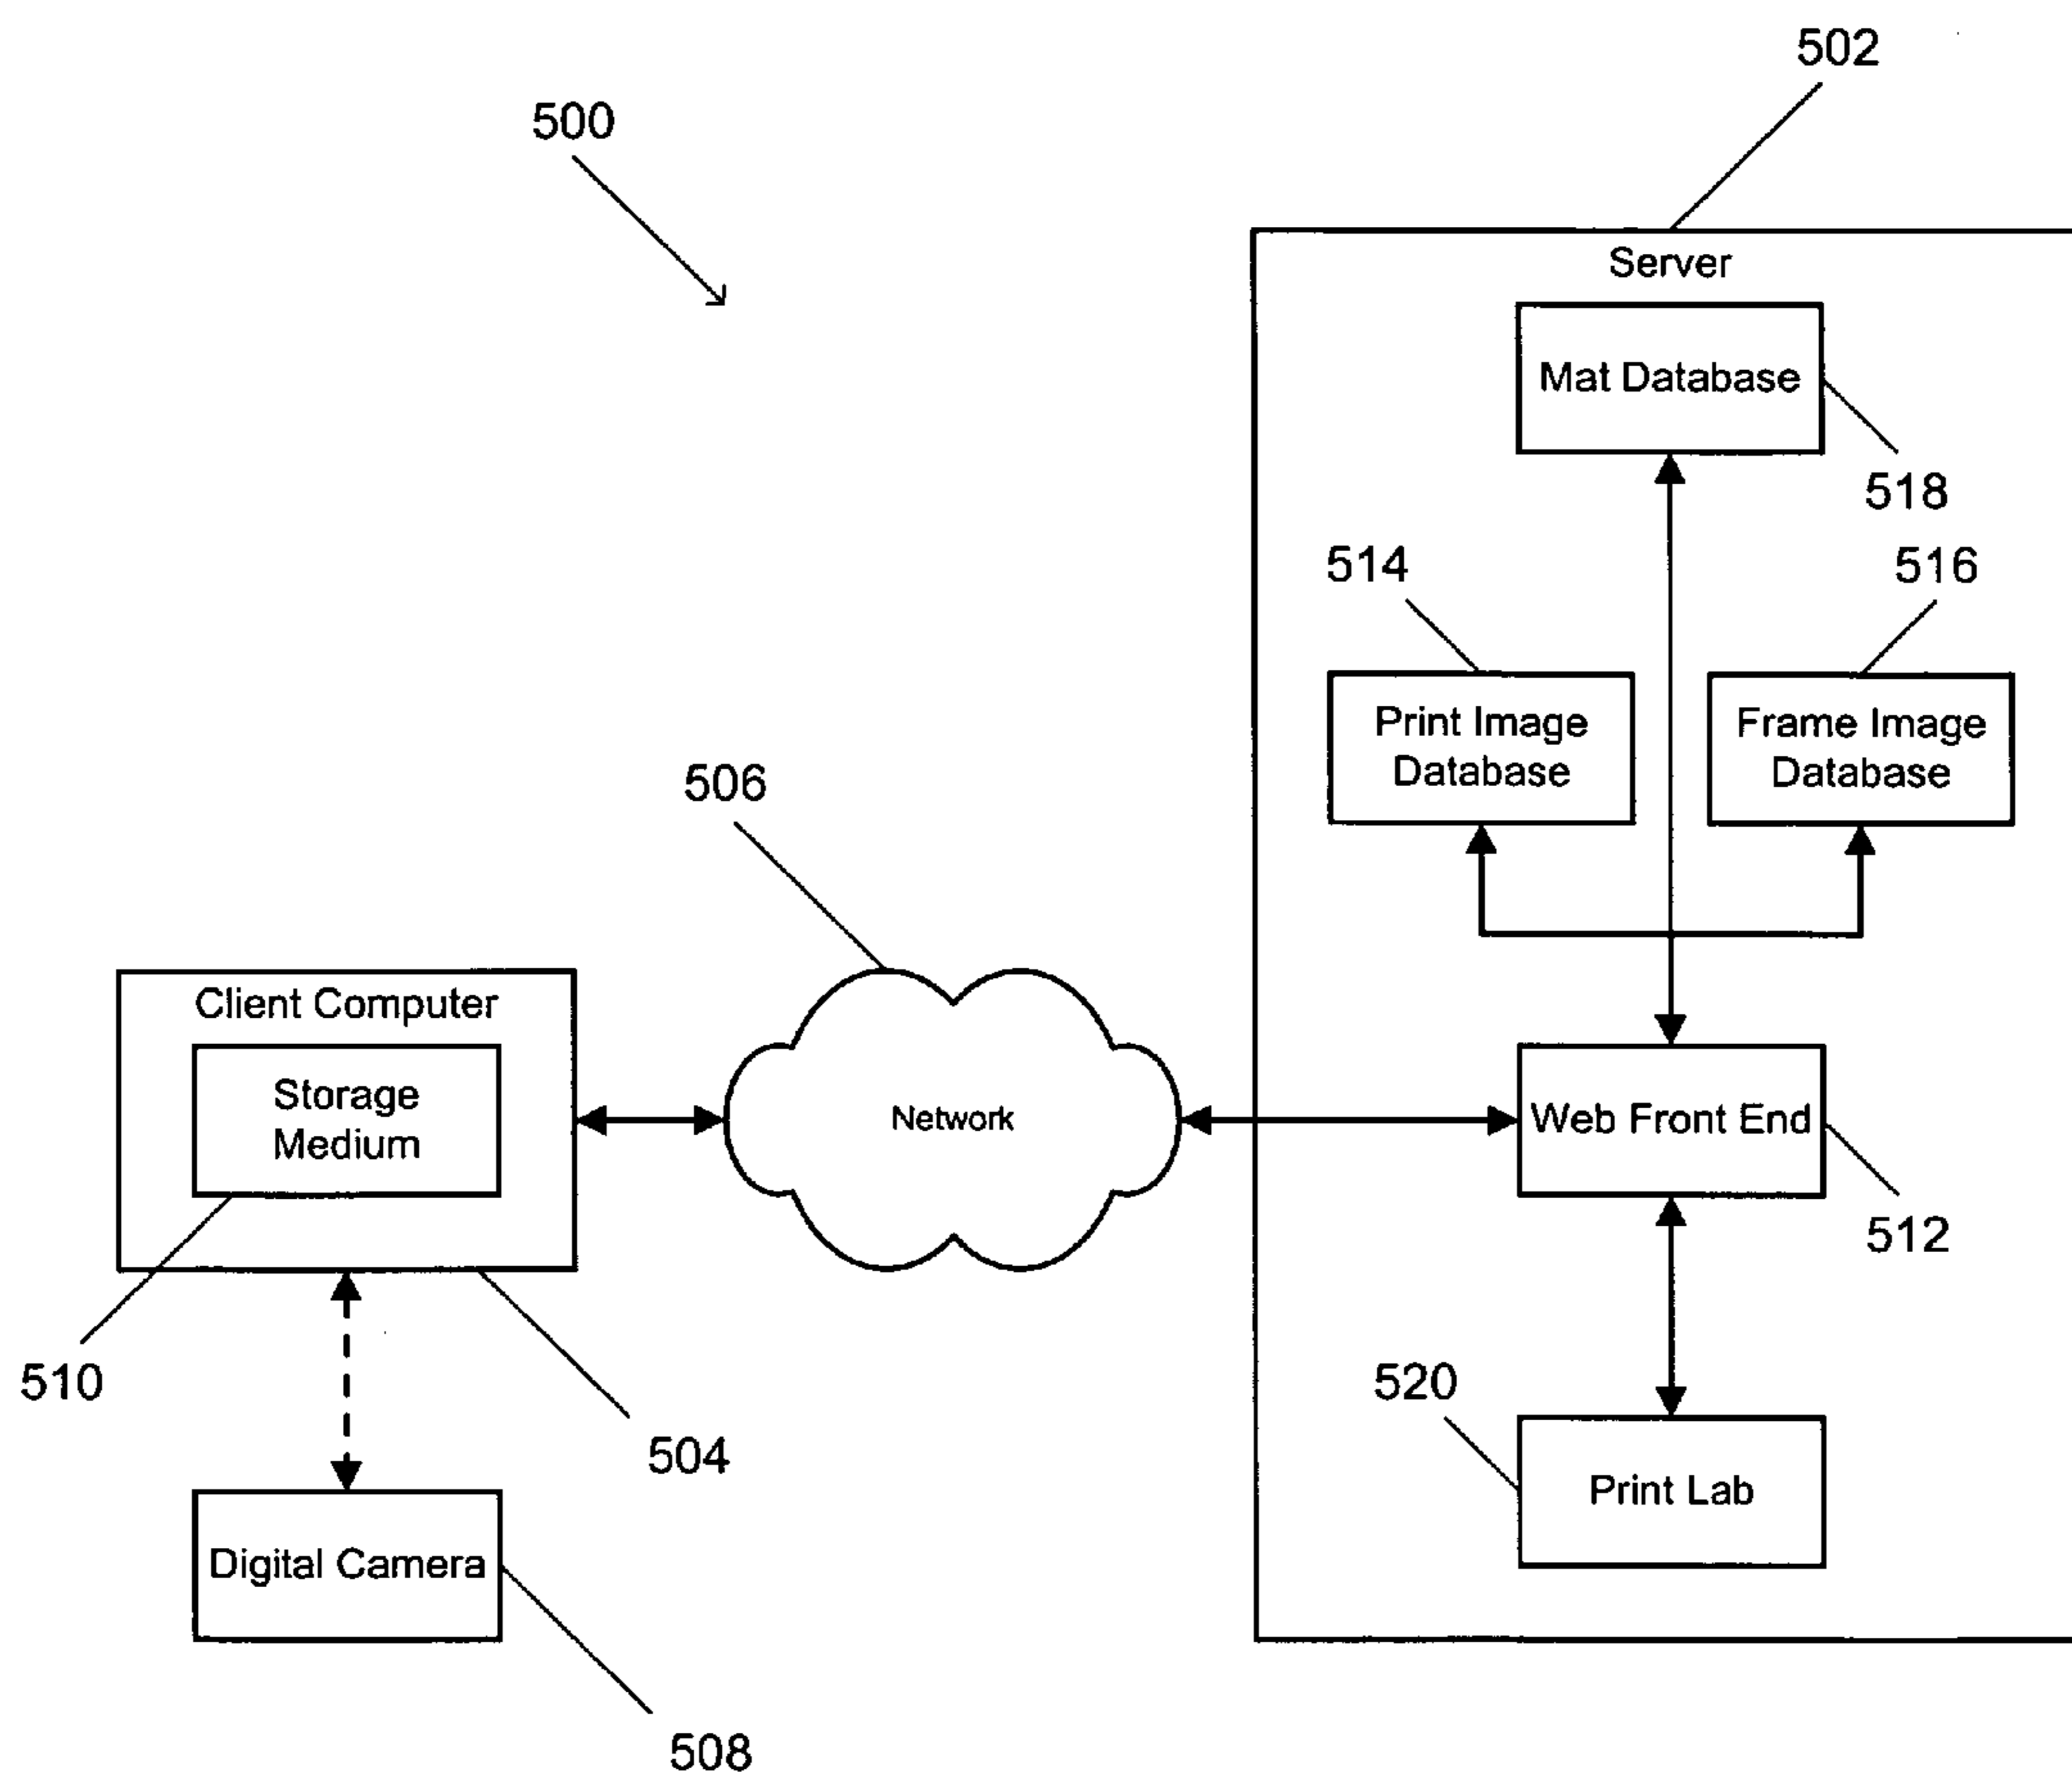 502
500
Server
Mat Database
518
514
516
Print Image
Database
Frame Image
Database
506
Client Computer
Storage
Medium
Network
Web Front End
512
510
504
520
Print Lab
Digital Camera
508